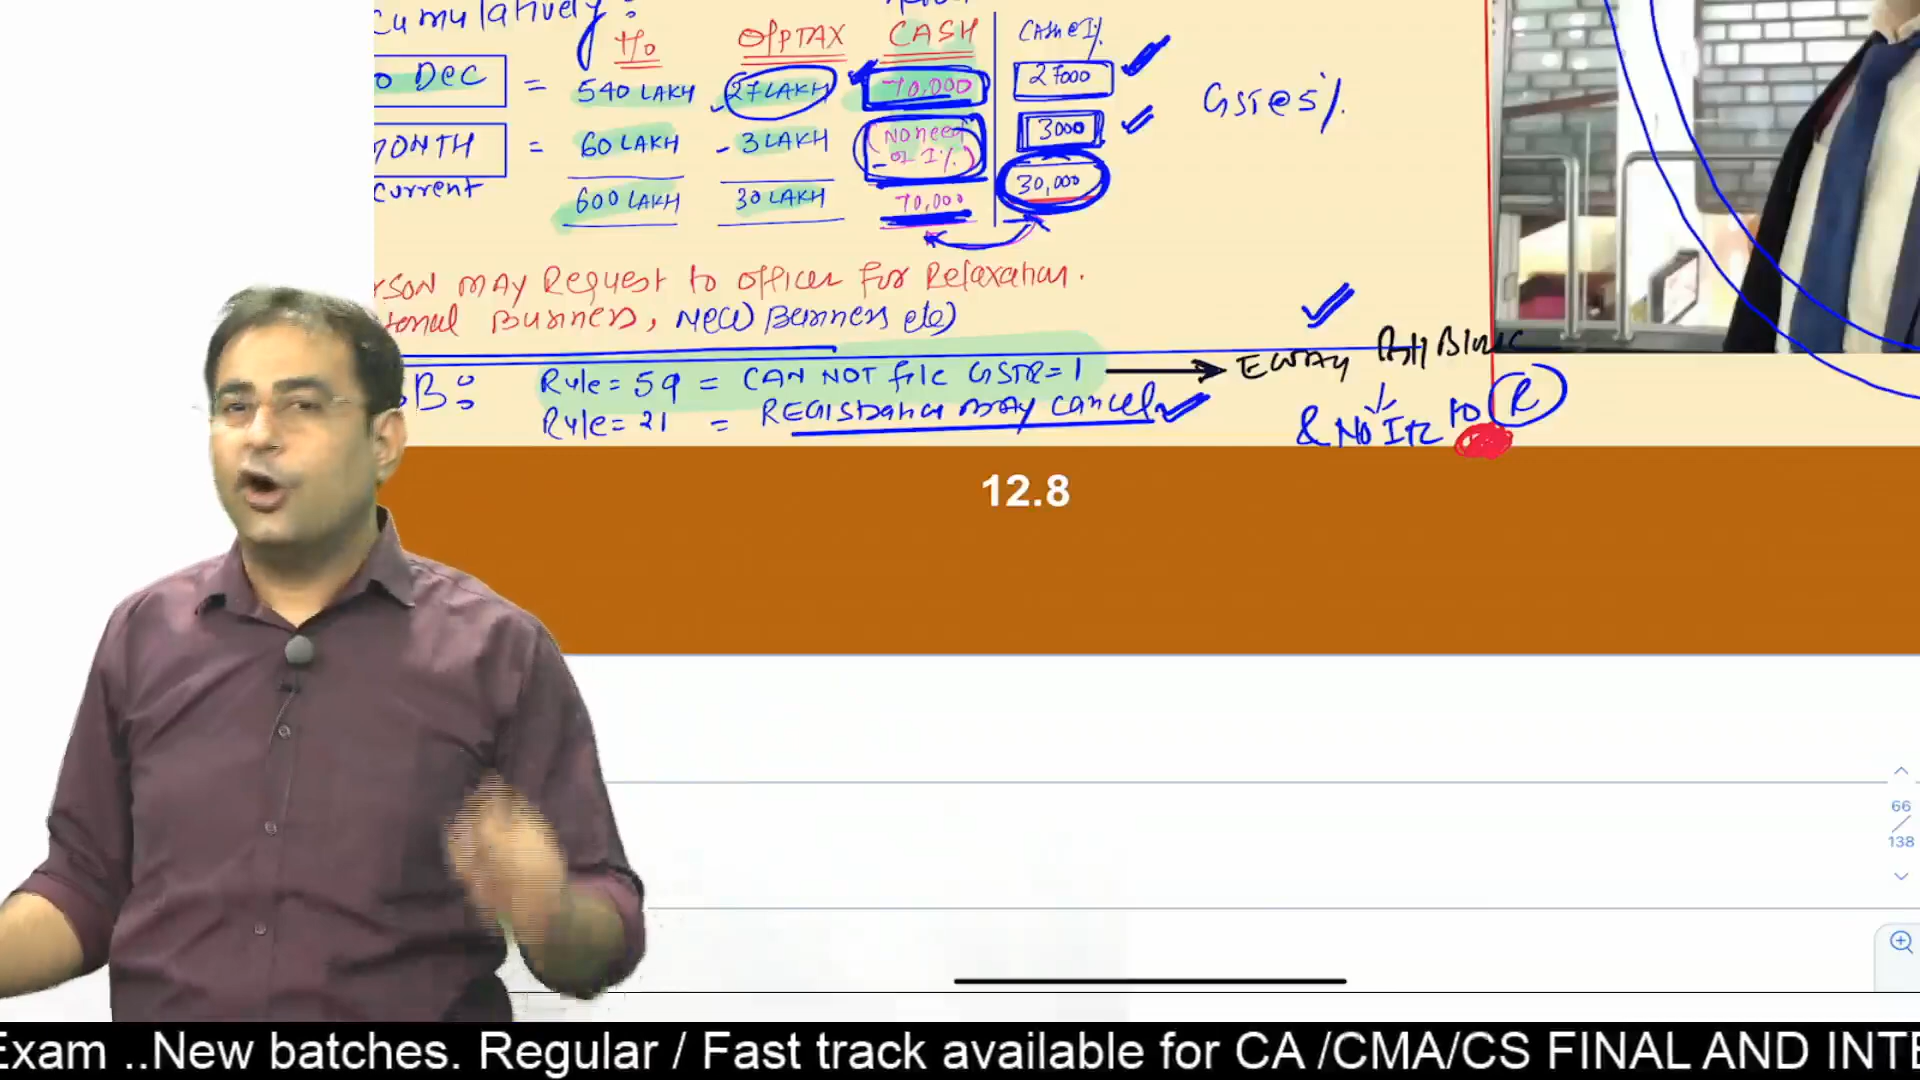 cumulatively:
T/O OlPTAX CASH CASH @ 1%
o Dec = 540 LAKH - 27 LAKH 70,000 27000
GST @ 5%
MONTH = 60 LAKH - 3 LAKH (No need of 1%) 3000
current
600 LAKH 30 LAKH 70,000 30,000
RSON MAY Request to officer for Relaxation.
Business, New Business etc)
B: Rule = 59 = CAN NOT file GSTR=1 → Eway Bill Block
Rule = 21 = REGIStration may cancel
& No Itc to R
12.8
66
138
Exam ..New batches. Regular / Fast track available for CA /CMA/CS FINAL AND INTE